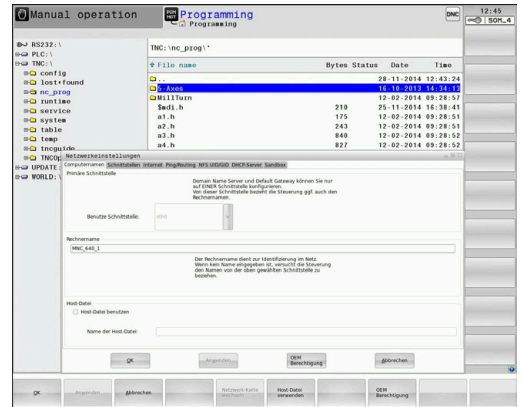 Manual operation
PGM MGT Programming
Programming
DNC
12:45
SOM_4
RS232:\
PLC:\
TNC:\
config
lost+found
nc_prog
runtime
service
system
table
temp
tncguide
UPDATE:
WORLD:\
TNC:\nc_prog\*
File name Bytes Status Date Time
.. 28-11-2014 12:43:24
5-Axes 16-10-2013 14:34:13
MillTurn 12-02-2014 09:28:57
$mdi.h 210 25-11-2014 16:38:41
a1.h 175 12-02-2014 09:28:51
a2.h 243 12-02-2014 09:28:51
a3.h 840 12-02-2014 09:28:52
a4.h 827 12-02-2014 09:28:52
Netzwerkeinstellungen
Computernamen Schnittstellen Internet Ping/Routing NFS UID/GID DHCP-Server Sandbox
Primäre Schnittstelle
Domain Name Server und Default Gateway können Sie nur
auf EINER Schnittstelle konfigurieren.
Von dieser Schnittstelle bezieht die Steuerung ggf. auch den
Rechnernamen.
Benutze Schnittstelle: eth0
Rechnername
MNC_640_1
Der Rechnername dient zur Identifizierung im Netz.
Wenn kein Name eingegeben ist, versucht die Steuerung
den Namen von der oben gewählten Schnittstelle zu
beziehen.
Host-Datei
Host-Datei benutzen
Name der Host-Datei:
OK Anwenden OEM Berechtigung Abbrechen
OK Anwenden Abbrechen Netzwerk-Karte wechseln Host-Datei verwenden OEM Berechtigung